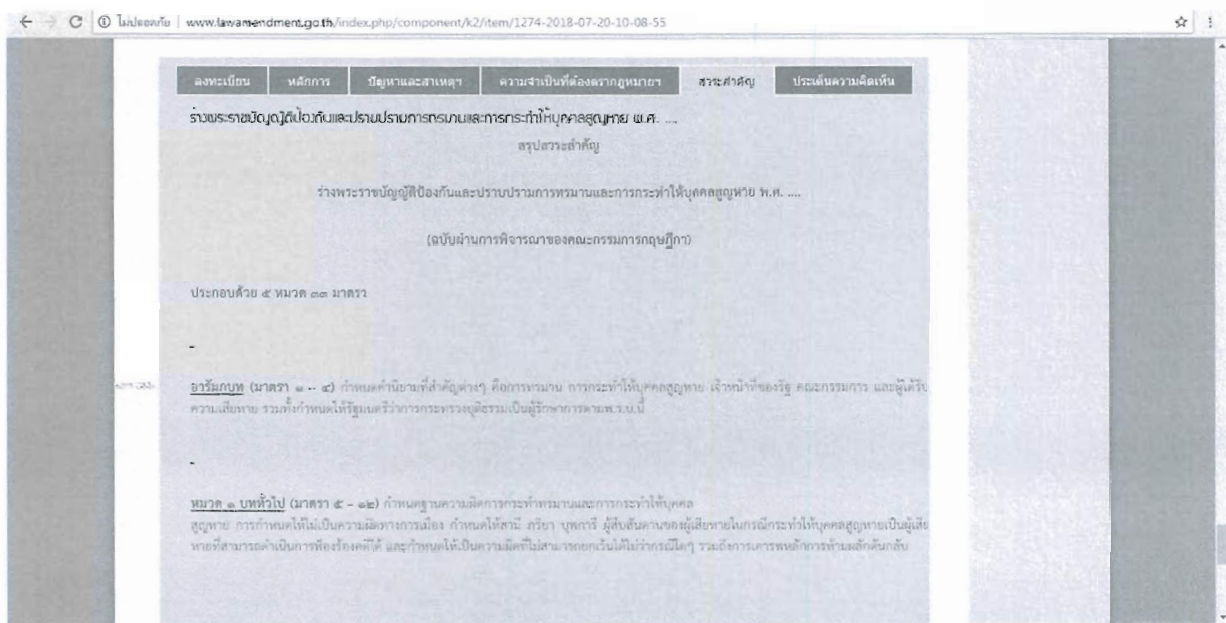 ไม่ปลอดภัย | www.lawamendment.go.th/index.php/component/k2/item/1274-2018-07-20-10-08-55
ลงทะเบียน หลักการ ปัญหาและสาเหตุฯ ความจำเป็นที่ต้องตรากฎหมายฯ สาระสำคัญ ประเด็นความคิดเห็น
ร่างพระราชบัญญัติป้องกันและปราบปรามการทรมานและการกระทำให้บุคคลสูญหาย พ.ศ. ....
สรุปสาระสำคัญ
ร่างพระราชบัญญัติป้องกันและปราบปรามการทรมานและการกระทำให้บุคคลสูญหาย พ.ศ. ....
(ฉบับผ่านการพิจารณาของคณะกรรมการกฤษฎีกา)
ประกอบด้วย ๕ หมวด ๓๓ มาตรา
-
อารัมภบท (มาตรา ๑ -- ๔) กำหนดคำนิยามที่สำคัญต่างๆ คือการทรมาน การกระทำให้บุคคลสูญหาย เจ้าหน้าที่ของรัฐ คณะกรรมการ และผู้ได้รับ
ความเสียหาย รวมทั้งกำหนดให้รัฐมนตรีว่าการกระทรวงยุติธรรมเป็นผู้รักษาการตามพ.ร.บ.นี้
-
หมวด ๑ บททั่วไป (มาตรา ๕ - ๑๒) กำหนดฐานความผิดการกระทำทรมานและการกระทำให้บุคคล
สูญหาย การกำหนดให้ไม่เป็นความผิดทางการเมือง กำหนดให้สามี ภริยา บุพการี ผู้สืบสันดานของผู้เสียหายในกรณีกระทำให้บุคคลสูญหายเป็นผู้เสีย
หายที่สามารถดำเนินการฟ้องร้องคดีได้ และกำหนดให้เป็นความผิดที่ไม่สามารถยกเว้นได้ไม่ว่ากรณีใดๆ รวมถึงการเคารพหลักการห้ามผลักดันกลับ